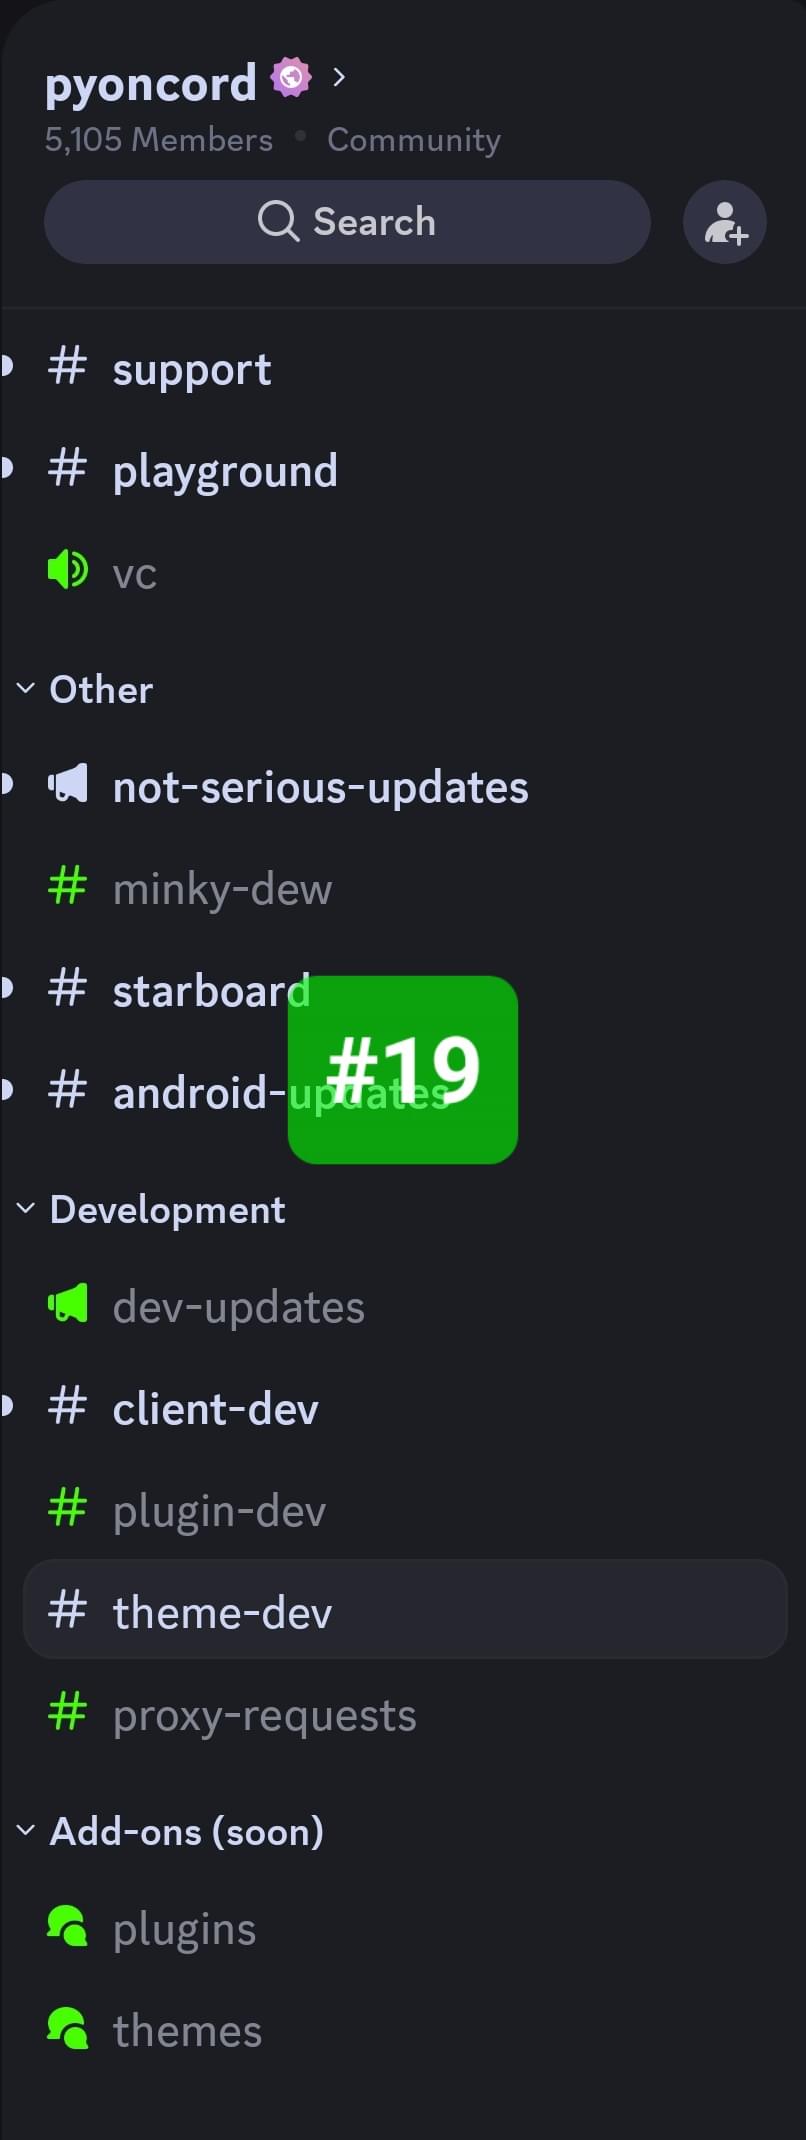 pyoncord
5,105 Members • Community
Search
# support
# playground
vc
Other
not-serious-updates
# minky-dew
# starboard
#19
# android-updates
Development
dev-updates
# client-dev
# plugin-dev
# theme-dev
# proxy-requests
Add-ons (soon)
plugins
themes